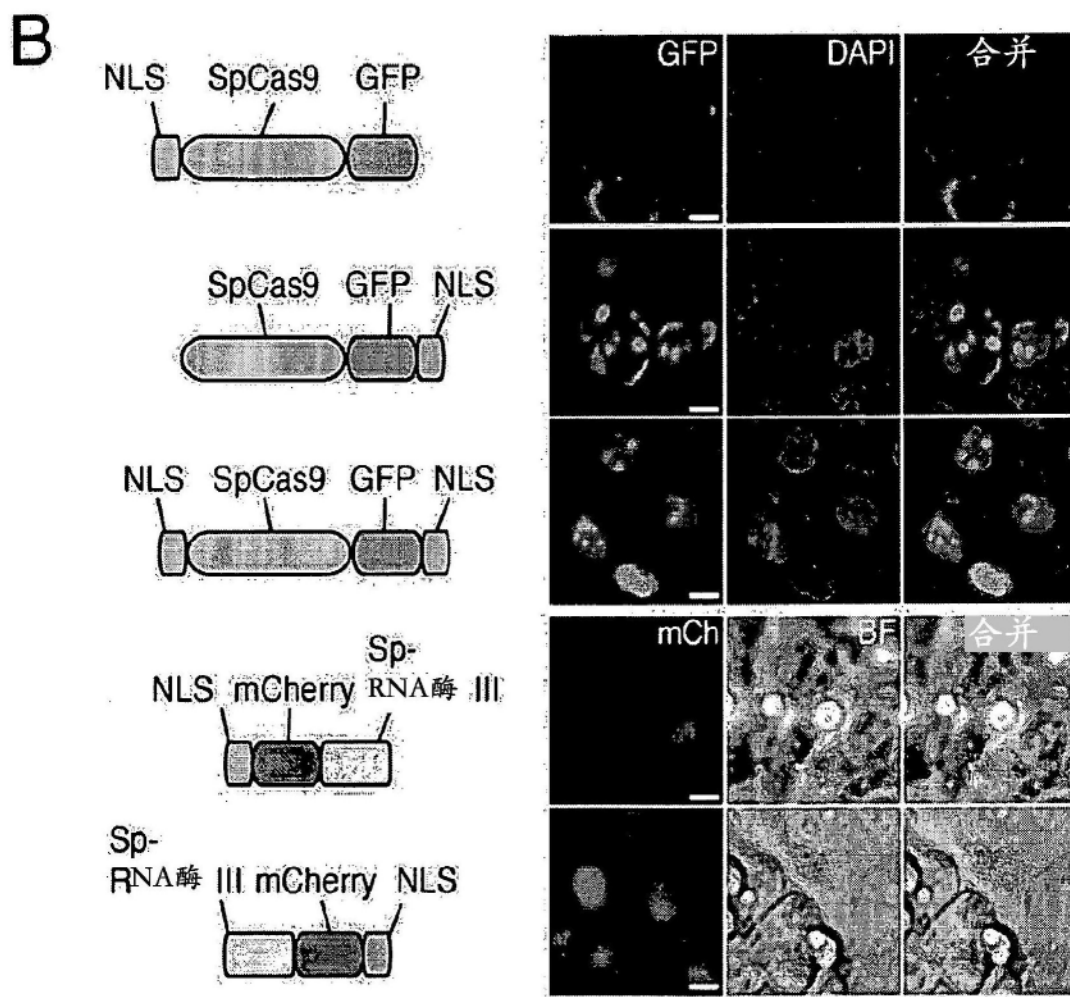 B
GFP DAPI 合并
NLS SpCas9 GFP
SpCas9 GFP NLS
NLS SpCas9 GFP NLS
mCh BF 合并
Sp-
NLS mCherry RNA酶 III
Sp-
RNA酶 III mCherry NLS